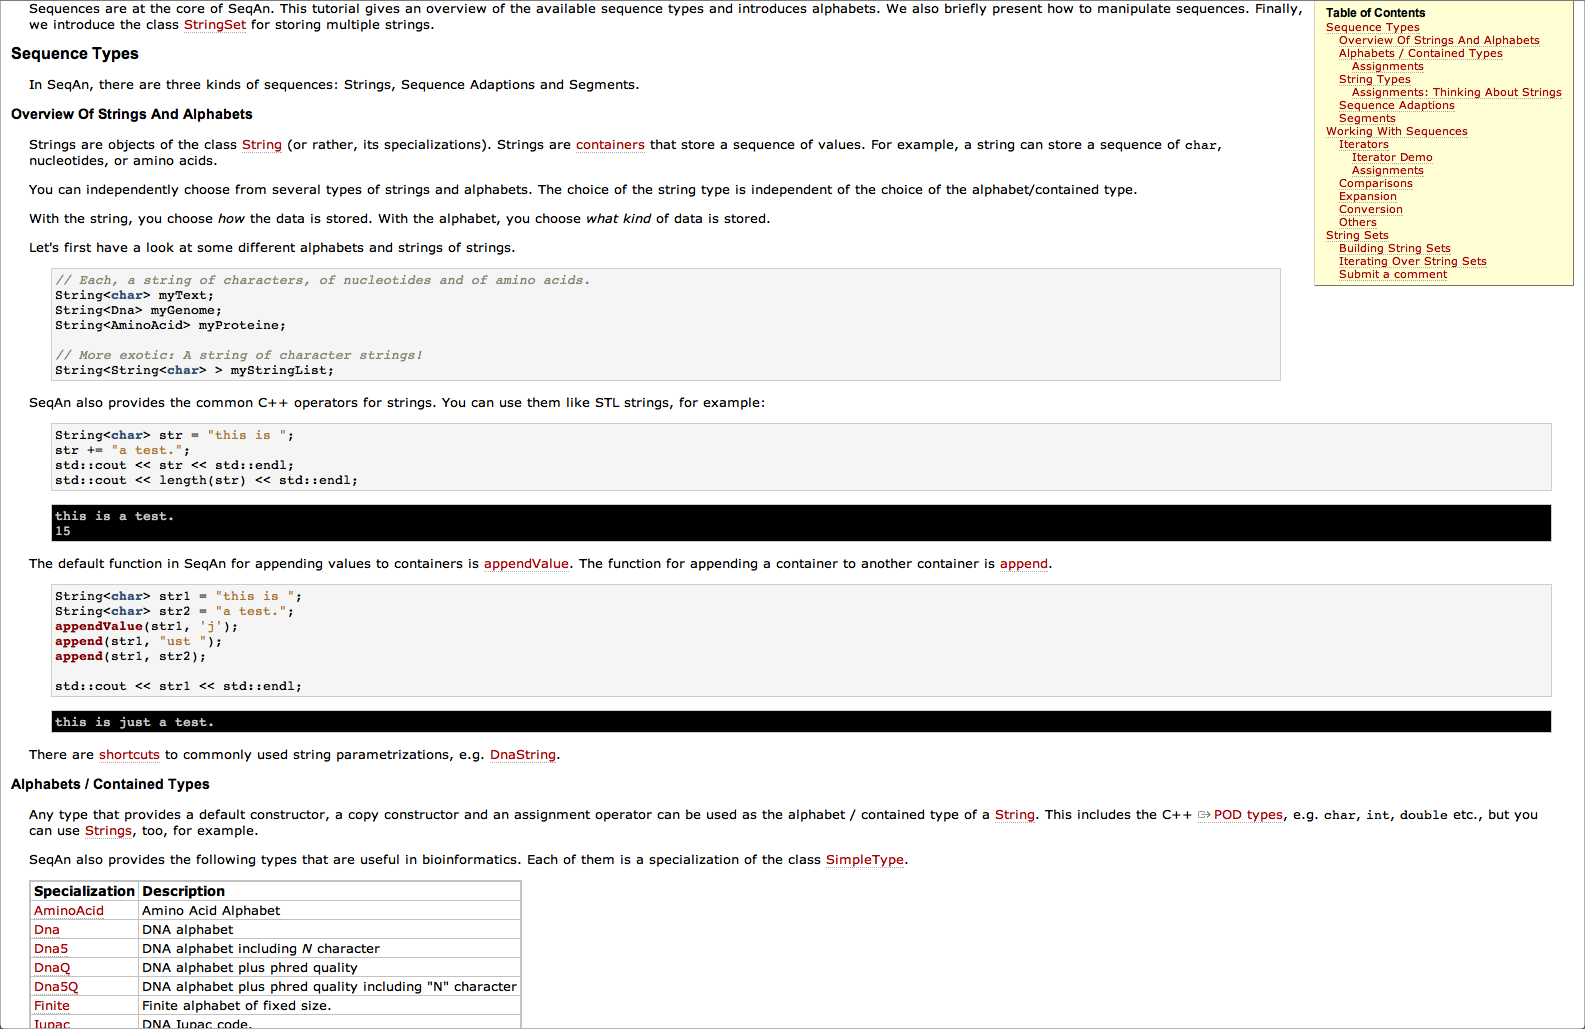 Sequences are at the core of SeqAn. This tutorial gives an overview of the available sequence types and introduces alphabets. We also briefly present how to manipulate sequences. Finally,
we introduce the class StringSet for storing multiple strings.
Table of Contents
Sequence Types
Overview Of Strings And Alphabets
Alphabets / Contained Types
Assignments
String Types
Assignments: Thinking About Strings
Sequence Adaptions
Segments
Working With Sequences
Iterators
Iterator Demo
Assignments
Comparisons
Expansion
Conversion
Others
String Sets
Building String Sets
Iterating Over String Sets
Submit a comment
Sequence Types
In SeqAn, there are three kinds of sequences: Strings, Sequence Adaptions and Segments.
Overview Of Strings And Alphabets
Strings are objects of the class String (or rather, its specializations). Strings are containers that store a sequence of values. For example, a string can store a sequence of char,
nucleotides, or amino acids.
You can independently choose from several types of strings and alphabets. The choice of the string type is independent of the choice of the alphabet/contained type.
With the string, you choose how the data is stored. With the alphabet, you choose what kind of data is stored.
Let's first have a look at some different alphabets and strings of strings.
// Each, a string of characters, of nucleotides and of amino acids.
String<char> myText;
String<Dna> myGenome;
String<AminoAcid> myProteine;
// More exotic: A string of character strings!
String<String<char> > myStringList;
SeqAn also provides the common C++ operators for strings. You can use them like STL strings, for example:
String<char> str = "this is ";
str += "a test.";
std::cout << str << std::endl;
std::cout << length(str) << std::endl;
this is a test.
15
The default function in SeqAn for appending values to containers is appendValue. The function for appending a container to another container is append.
String<char> str1 = "this is ";
String<char> str2 = "a test.";
appendValue(str1, 'j');
append(str1, "ust ");
append(str1, str2);
std::cout << str1 << std::endl;
this is just a test.
There are shortcuts to commonly used string parametrizations, e.g. DnaString.
Alphabets / Contained Types
Any type that provides a default constructor, a copy constructor and an assignment operator can be used as the alphabet / contained type of a String. This includes the C++ POD types, e.g. char, int, double etc., but you
can use Strings, too, for example.
SeqAn also provides the following types that are useful in bioinformatics. Each of them is a specialization of the class SimpleType.
Specialization Description
AminoAcid Amino Acid Alphabet
Dna DNA alphabet
Dna5 DNA alphabet including N character
DnaQ DNA alphabet plus phred quality
Dna5Q DNA alphabet plus phred quality including "N" character
Finite Finite alphabet of fixed size.
Iupac DNA Iupac code.